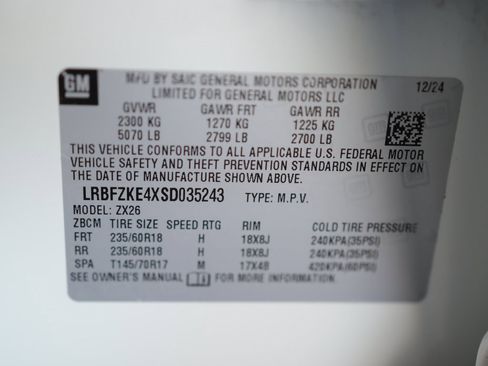 GM
MFD BY SAIC GENERAL MOTORS CORPORATION 12/24
LIMITED FOR GENERAL MOTORS LLC
GVWR GAWR FRT GAWR RR
2300 KG 1270 KG 1225 KG
5070 LB 2799 LB 2700 LB
THIS VEHICLE CONFORMS TO ALL APPLICABLE U.S. FEDERAL MOTOR
VEHICLE SAFETY AND THEFT PREVENTION STANDARDS IN EFFECT ON
THE DATE OF MANUFACTURE SHOWN ABOVE.
LRBFZKE4XSD035243 TYPE: M.P.V.
MODEL: ZX26
ZBCM TIRE SIZE SPEED RTG RIM COLD TIRE PRESSURE
FRT 235/60R18 H 18X8J 240KPA(35PSI)
RR 235/60R18 H 18X8J 240KPA(35PSI)
SPA T145/70R17 M 17X4B 420KPA(60PSI)
SEE OWNER'S MANUAL FOR MORE INFORMATION.